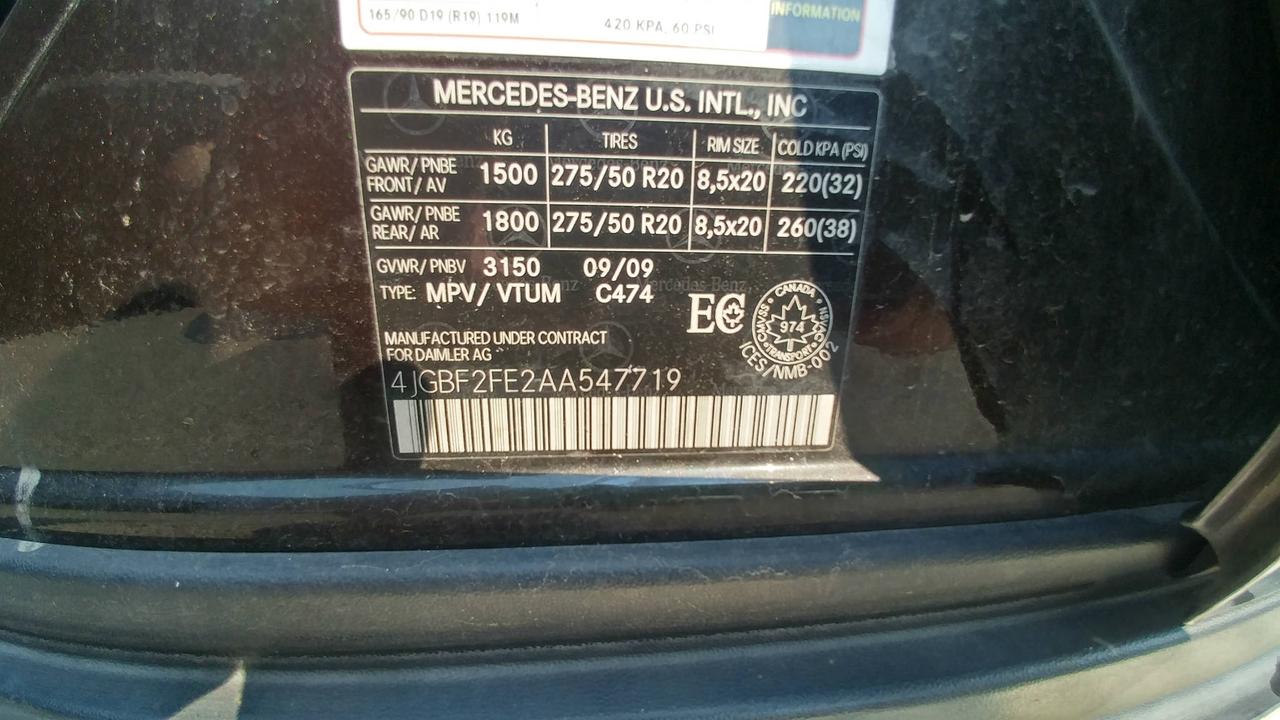 165/90 D19 (R19) 119M 420 KPA, 60 PSI INFORMATION
MERCEDES-BENZ U.S. INTL., INC
KG TIRES RIM SIZE COLD KPA (PSI)
GAWR/ PNBE FRONT/ AV 1500 275/50 R20 8,5x20 220(32)
GAWR/ PNBE REAR/ AR 1800 275/50 R20 8,5x20 260(38)
GVWR/ PNBV 3150 09/09
TYPE: MPV/ VTUM C474
EC
CANADA
974
TRANSPORT
ICES/NMB-002
MANUFACTURED UNDER CONTRACT
FOR DAIMLER AG
4JGBF2FE2AA547719